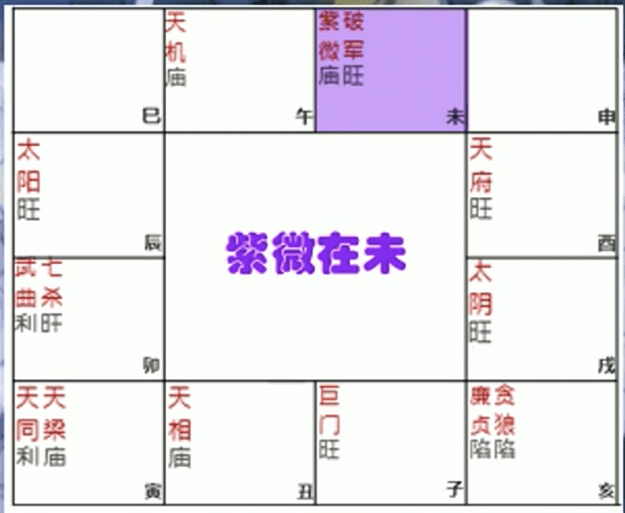 天
机
庙
紫破
微军
庙旺
巳
午
未
申
太
阳
旺
辰
紫微在未
天
府
旺
酉
武七
曲杀
利旺
卯
太
阴
旺
戌
天天
同梁
利庙
寅
天
相
庙
丑
巨
门
旺
子
廉贪
贞狼
陷陷
亥